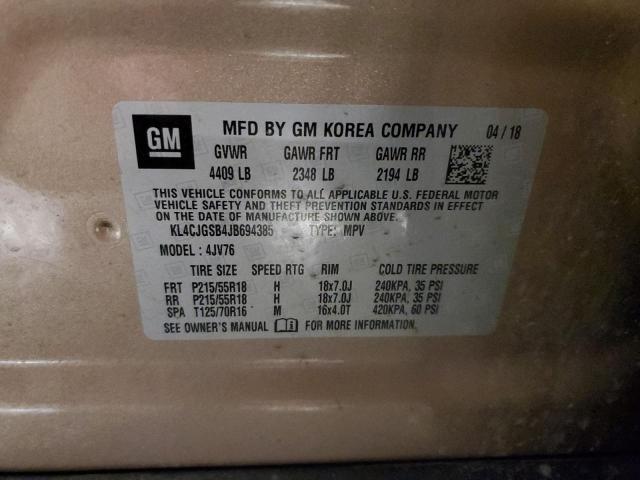 GM MFD BY GM KOREA COMPANY 04 / 18
GVWR GAWR FRT GAWR RR
4409 LB 2348 LB 2194 LB
THIS VEHICLE CONFORMS TO ALL APPLICABLE U.S. FEDERAL MOTOR
VEHICLE SAFETY AND THEFT PREVENTION STANDARDS IN EFFECT
ON THE DATE OF MANUFACTURE SHOWN ABOVE.
KL4CJGSB4JB694385 TYPE: MPV
MODEL : 4JV76
TIRE SIZE SPEED RTG RIM COLD TIRE PRESSURE
FRT P215/55R18 H 18x7.0J 240KPA, 35 PSI
RR P215/55R18 H 18x7.0J 240KPA, 35 PSI
SPA T125/70R16 M 16x4.0T 420KPA, 60 PSI
SEE OWNER'S MANUAL FOR MORE INFORMATION.